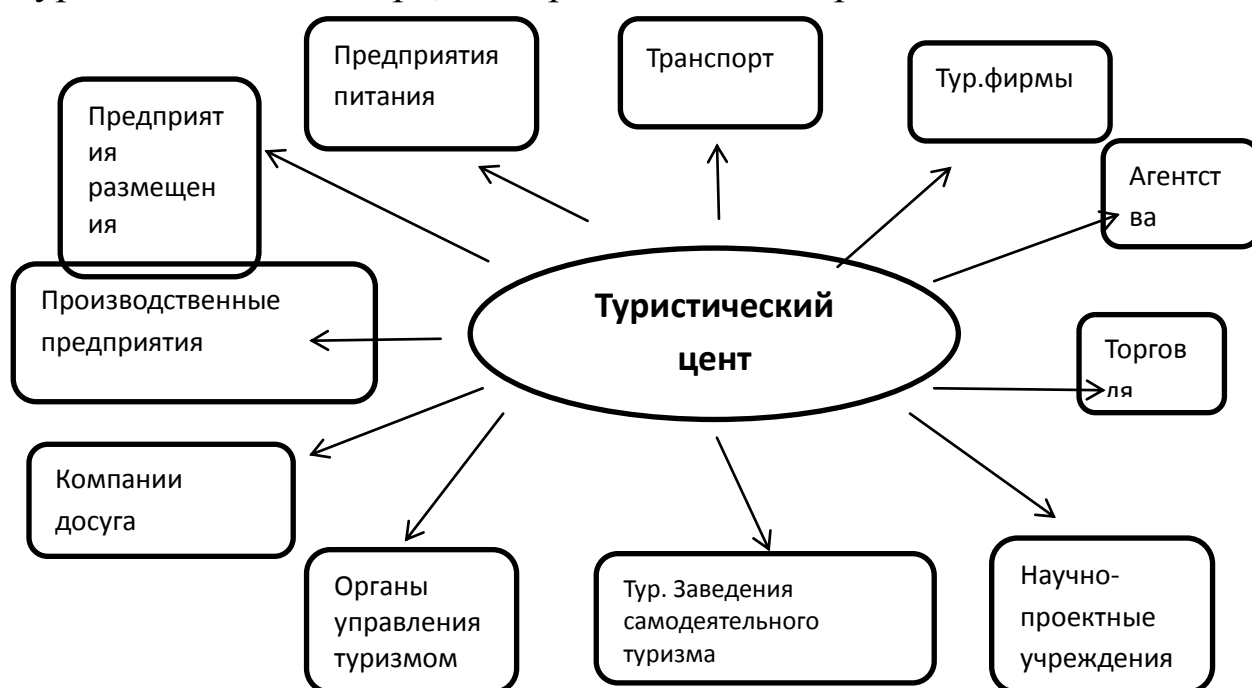 Предприятия
питания
Транспорт
Тур.фирмы
Предприят
ия
размещен
ия
Агентст
ва
Производственные
предприятия
Туристический
цент
Торгов
ля
Компании
досуга
Органы
управления
туризмом
Тур. Заведения
самодеятельного
туризма
Научно-
проектные
учреждения